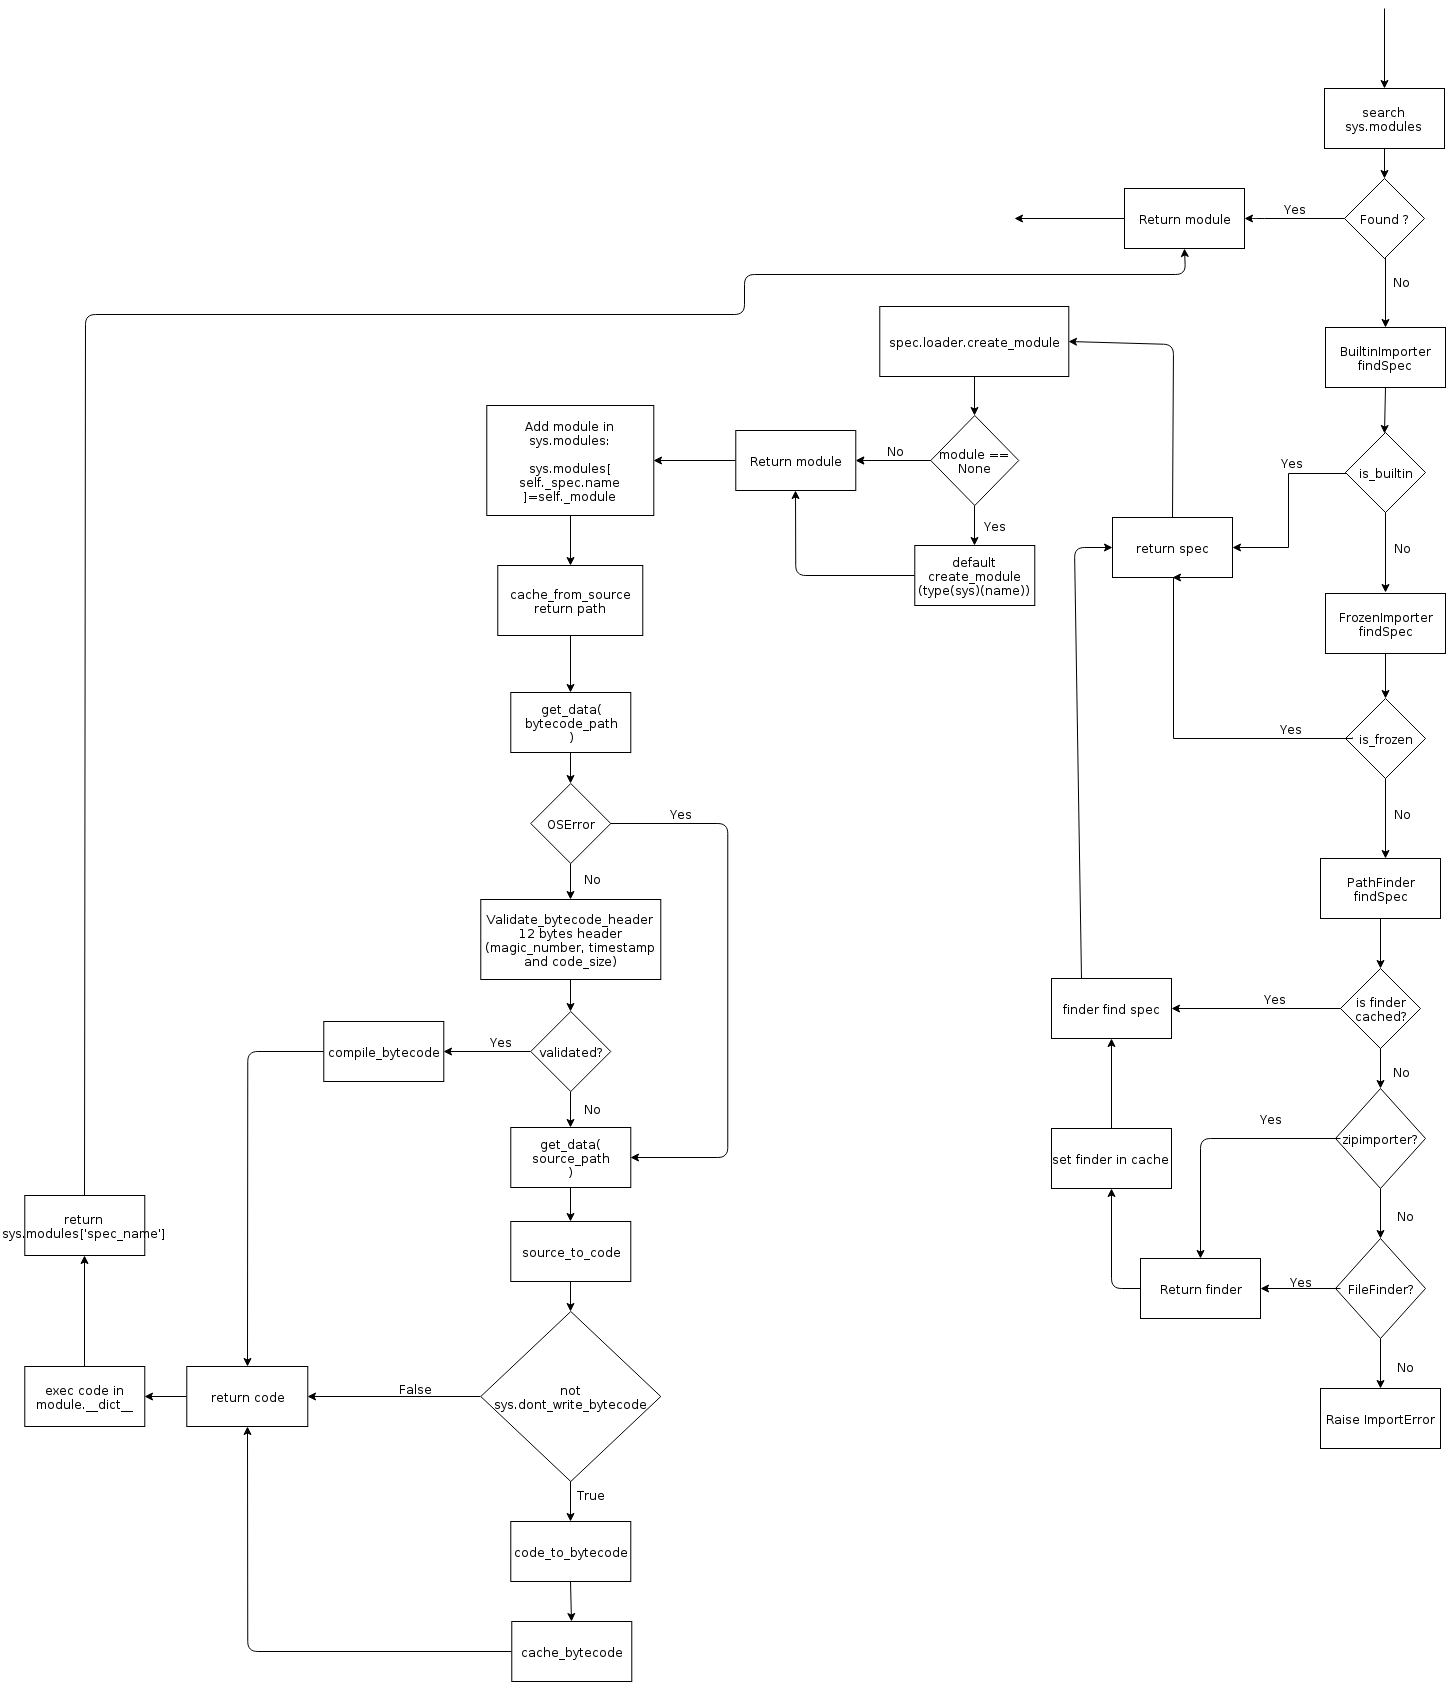 search
sys.modules
Found ?
Yes
Return module
No
BuiltinImporter
findSpec
is_builtin
Yes
No
return spec
FrozenImporter
findSpec
is_frozen
Yes
No
PathFinder
findSpec
is finder
cached?
Yes
finder find spec
No
zipimporter?
Yes
No
set finder in cache
FileFinder?
Yes
Return finder
No
Raise ImportError
spec.loader.create_module
module ==
None
No
Yes
default
create_module
(type(sys)(name))
Return module
Add module in
sys.modules:
sys.modules[
self._spec.name
]=self._module
cache_from_source
return path
get_data(
bytecode_path
)
OSError
Yes
No
Validate_bytecode_header
12 bytes header
(magic_number, timestamp
and code_size)
validated?
Yes
compile_bytecode
No
get_data(
source_path
)
source_to_code
not
sys.dont_write_bytecode
False
True
code_to_bytecode
cache_bytecode
return code
exec code in
module.__dict__
return
sys.modules['spec_name']